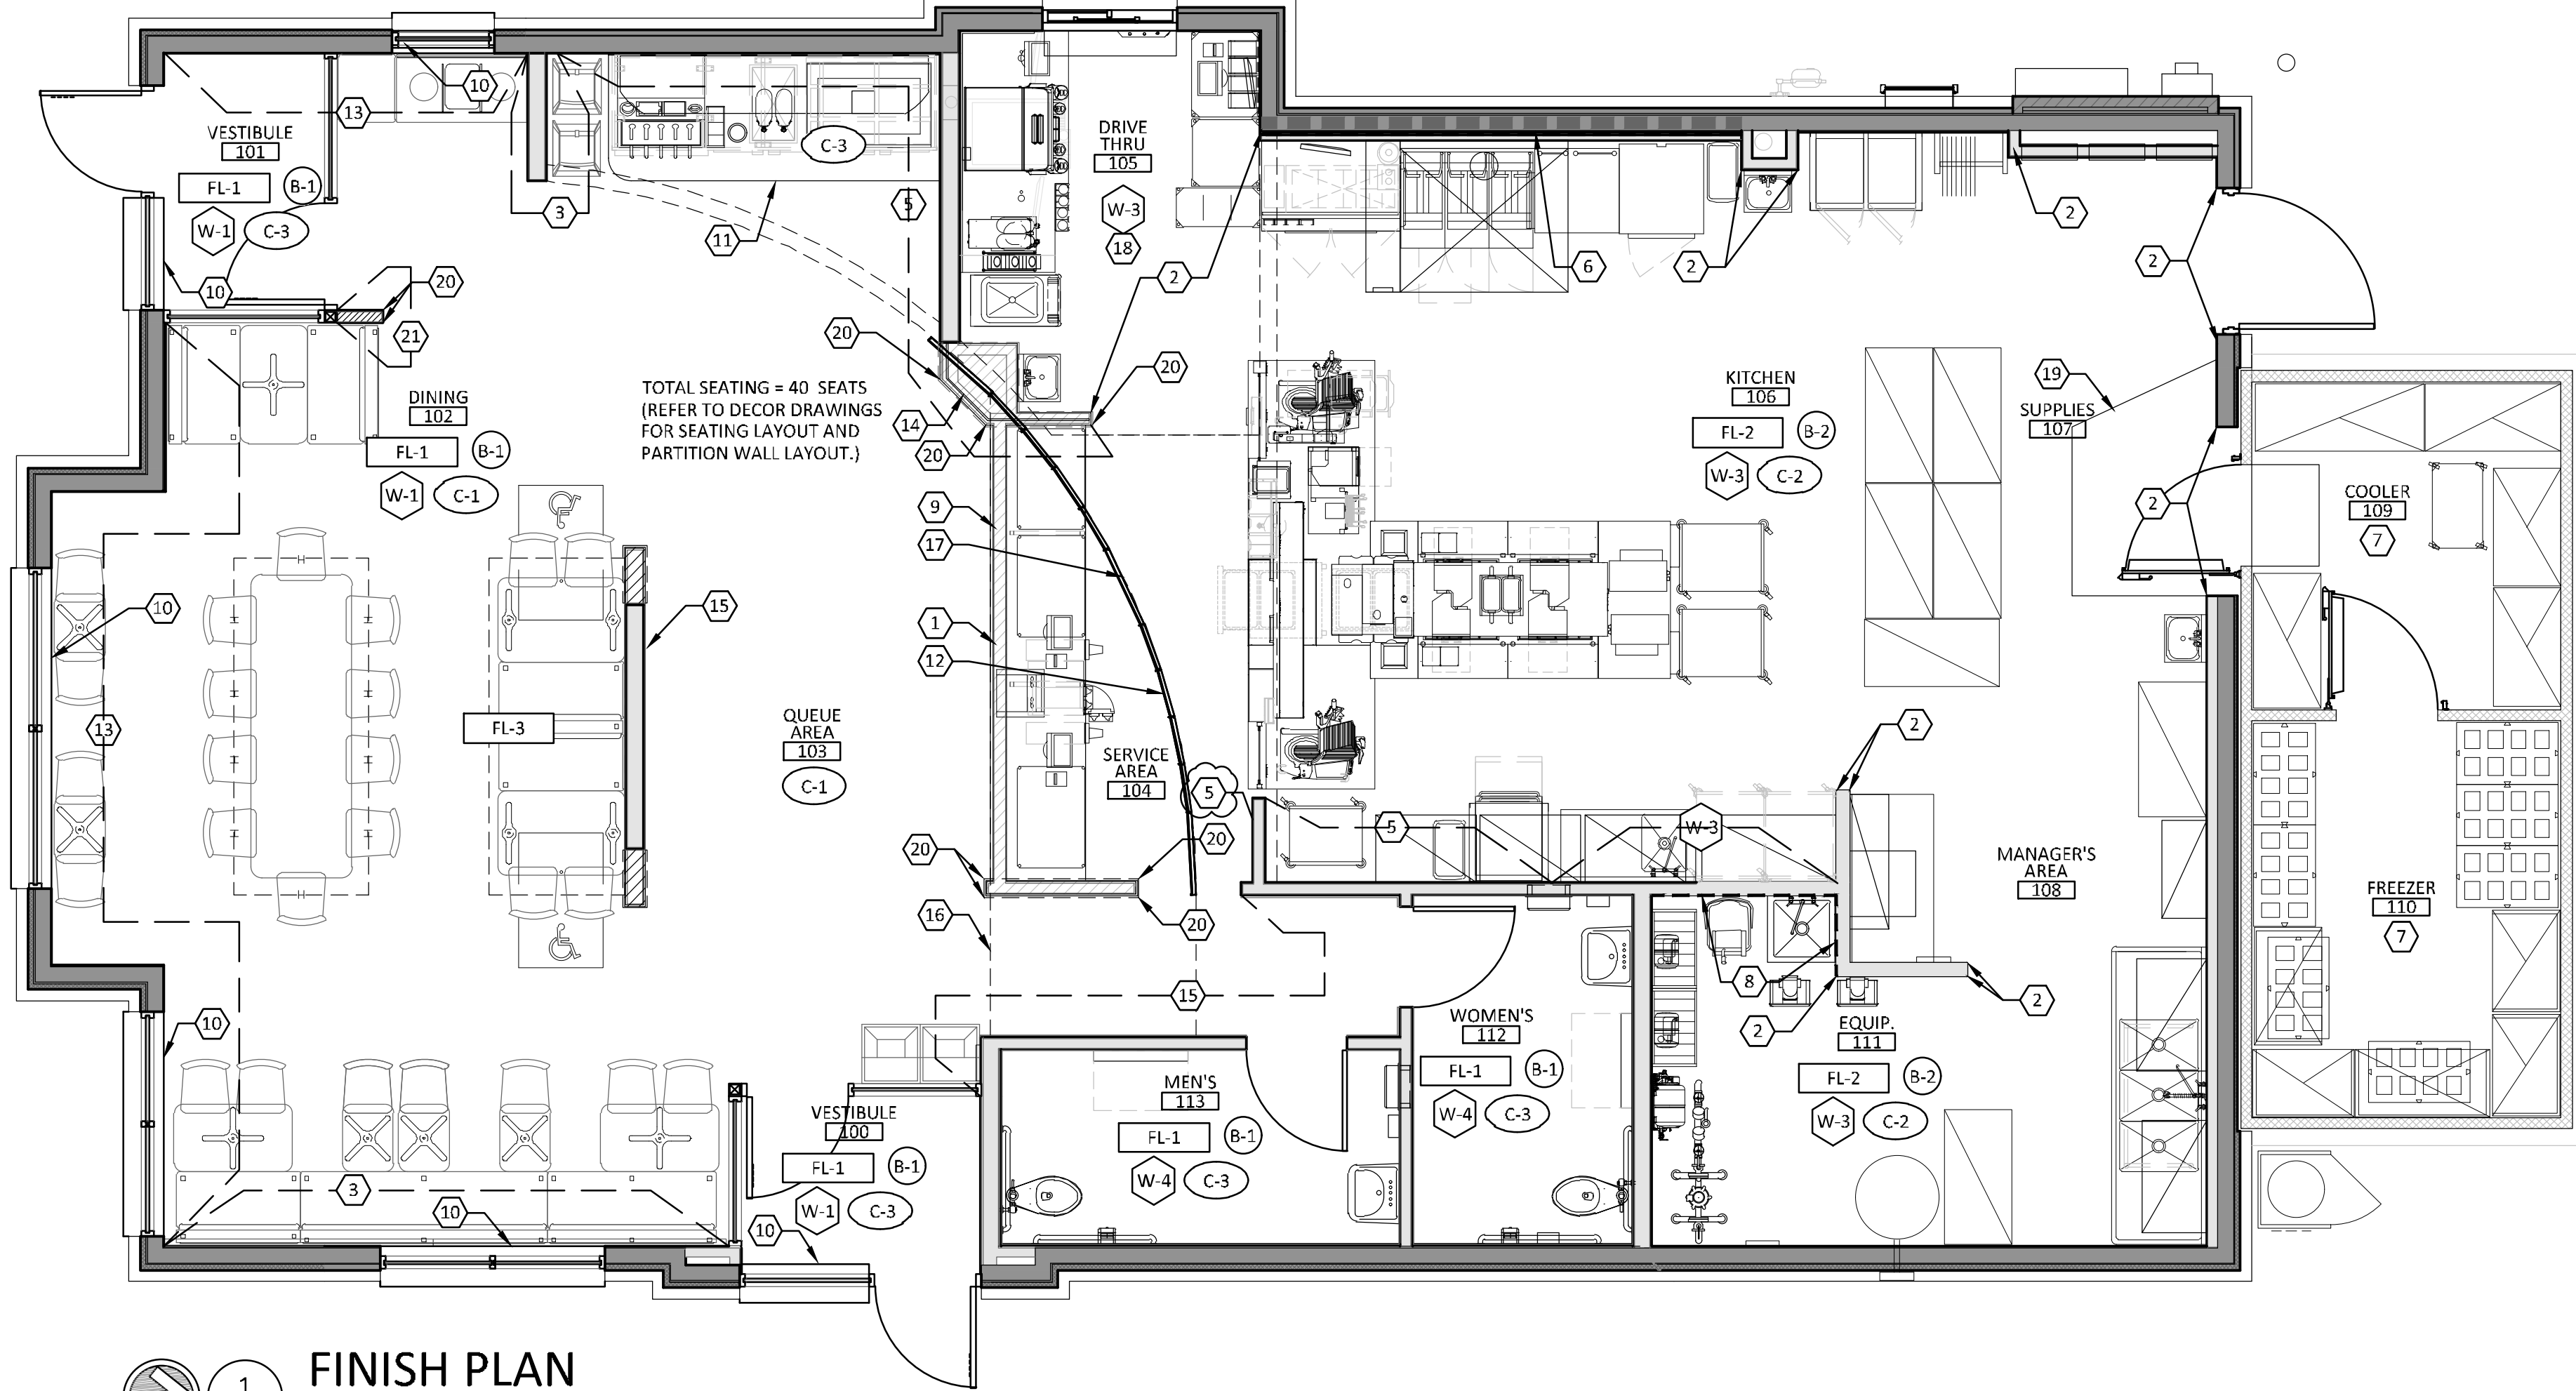 10
13
VESTIBULE
101
FL-1
B-1
W-1
C-3
10
3
C-3
11
5
DRIVE
THRU
105
W-3
18
2
6
2
2
2
20
21
20
20
14
20
DINING
102
FL-1
B-1
W-1
C-1
TOTAL SEATING = 40 SEATS
(REFER TO DECOR DRAWINGS
FOR SEATING LAYOUT AND
PARTITION WALL LAYOUT.)
KITCHEN
106
FL-2
B-2
W-3
C-2
19
SUPPLIES
107
2
COOLER
109
7
9
17
1
12
10
15
13
FL-3
QUEUE
AREA
103
C-1
SERVICE
AREA
104
5
5
W-3
2
MANAGER'S
AREA
108
FREEZER
110
7
20
20
20
16
15
8
2
2
10
WOMEN'S
112
FL-1
B-1
W-4
C-3
EQUIP.
111
FL-2
B-2
W-3
C-2
MEN'S
113
FL-1
B-1
W-4
C-3
VESTIBULE
100
FL-1
B-1
W-1
C-3
3
10
10
1
FINISH PLAN